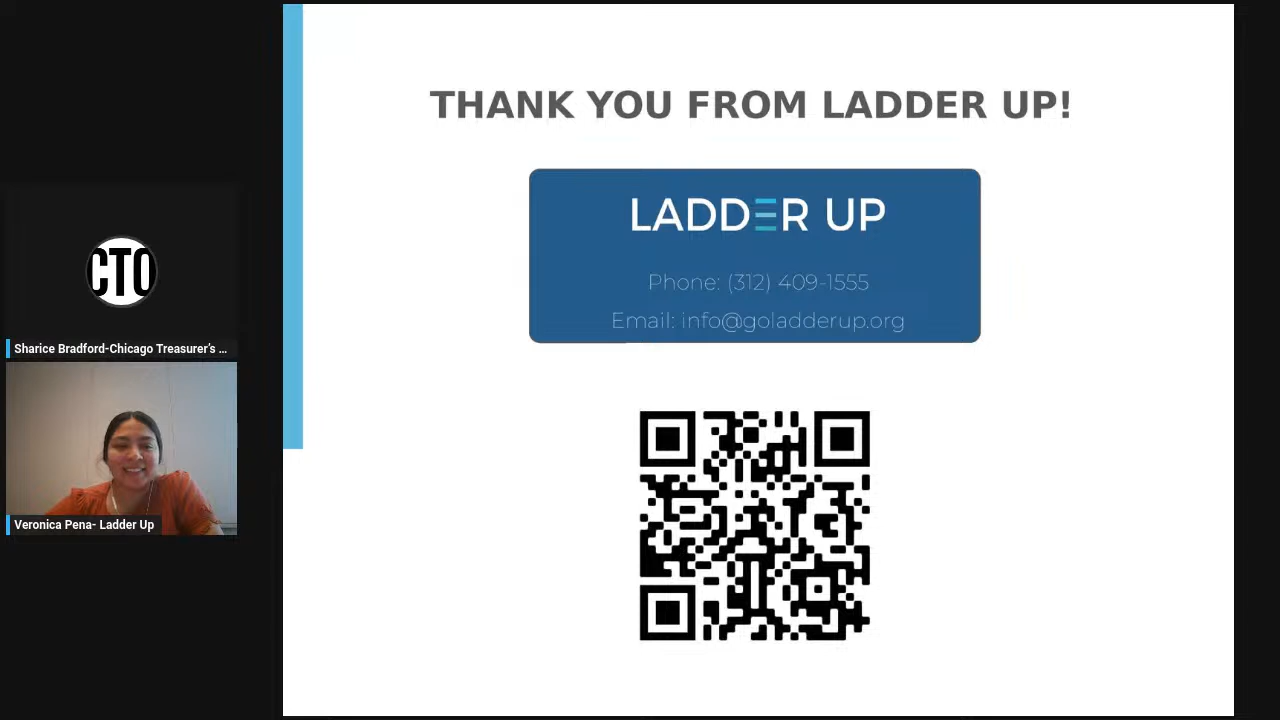 THANK YOU FROM LADDER UP!
LADDER UP
Phone: (312) 409-1555
Email: info@goladderup.org
CTO
Sharice Bradford-Chicago Treasurer’s ...
Veronica Pena- Ladder Up